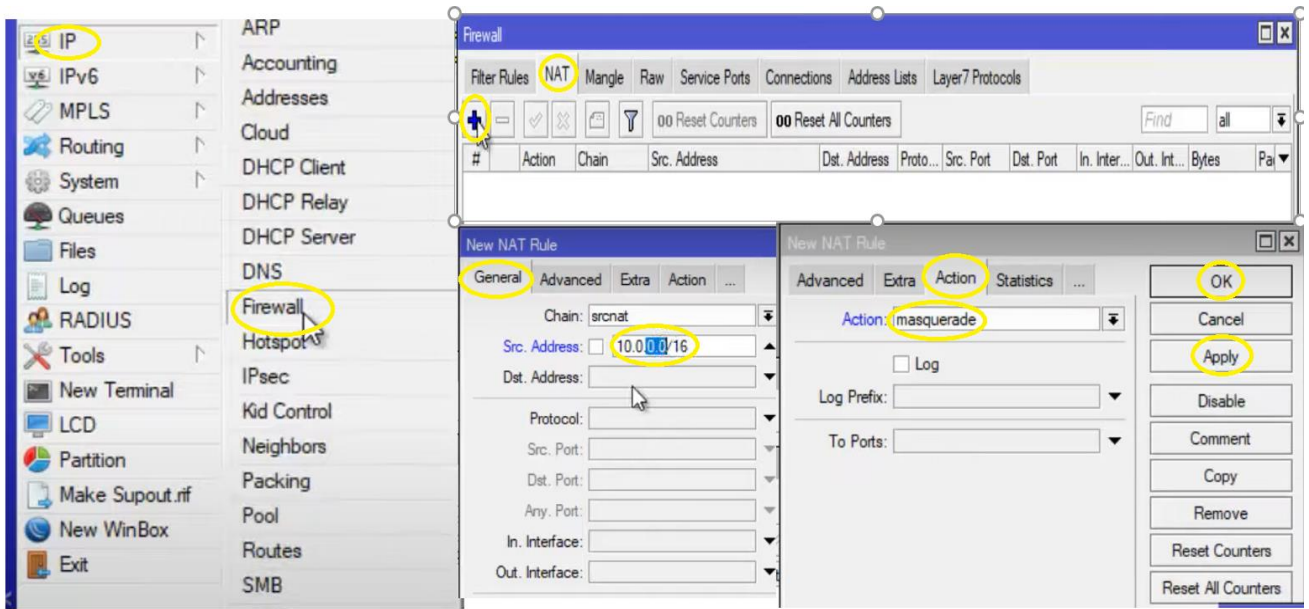 IP
IPv6
MPLS
Routing
System
Queues
Files
Log
RADIUS
Tools
New Terminal
LCD
Partition
Make Supout.rif
New WinBox
Exit
ARP
Accounting
Addresses
Cloud
DHCP Client
DHCP Relay
DHCP Server
DNS
Firewall
Hotspot
IPsec
Kid Control
Neighbors
Packing
Pool
Routes
SMB
Firewall
Filter Rules NAT Mangle Raw Service Ports Connections Address Lists Layer7 Protocols
00 Reset Counters 00 Reset All Counters Find all
# Action Chain Src. Address Dst. Address Proto... Src. Port Dst. Port In. Inter... Out. Int... Bytes
New NAT Rule
General Advanced Extra Action ...
Chain: srcnat
Src. Address: 10.0.0.0/16
Dst. Address:
Protocol:
Src. Port:
Dst. Port:
Any. Port:
In. Interface:
Out. Interface:
New NAT Rule
Advanced Extra Action Statistics ...
Action: masquerade
Log
Log Prefix:
To Ports:
OK
Cancel
Apply
Disable
Comment
Copy
Remove
Reset Counters
Reset All Counters